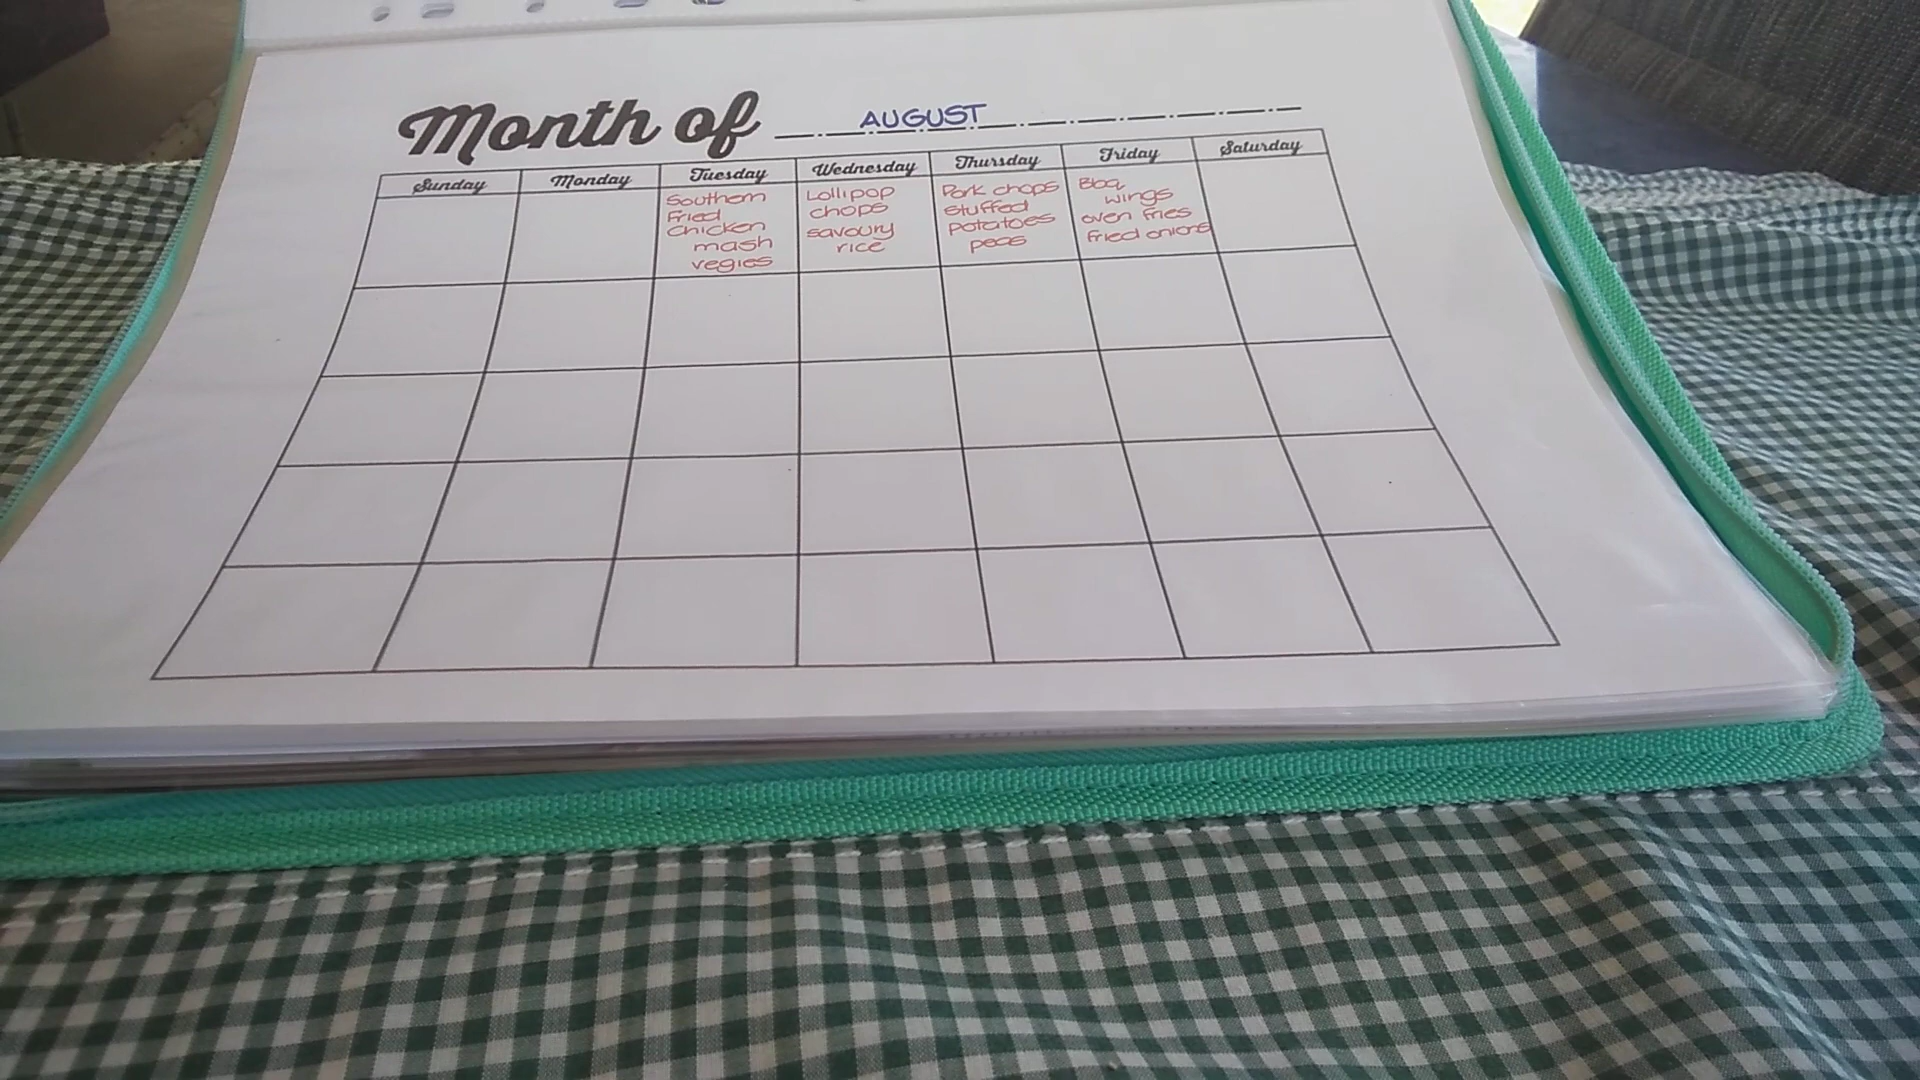 Month of AUGUST
Sunday Monday Tuesday Wednesday Thursday Friday Saturday
Southern
Fried
Chicken
mash
vegies
Lollipop
chops
savoury
rice
Pork chops
stuffed
potatoes
peas
Bbq
wings
oven fries
fried onions